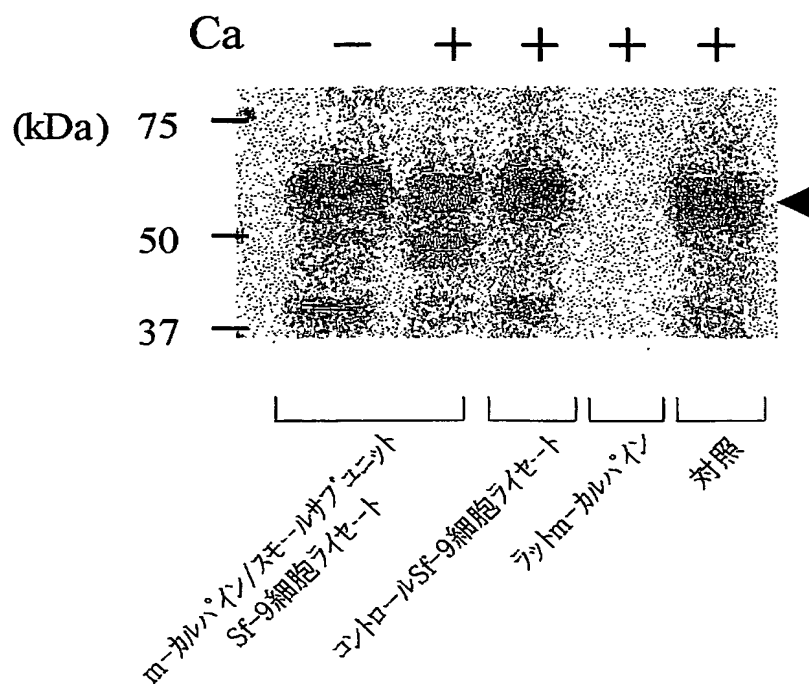 Ca − + + + +
(kDa) 75
50
37
m-カルパイン/スモールサブユニット
Sf-9細胞ライセート
コントロールSf-9細胞ライセート
ラットm-カルパイン
対照